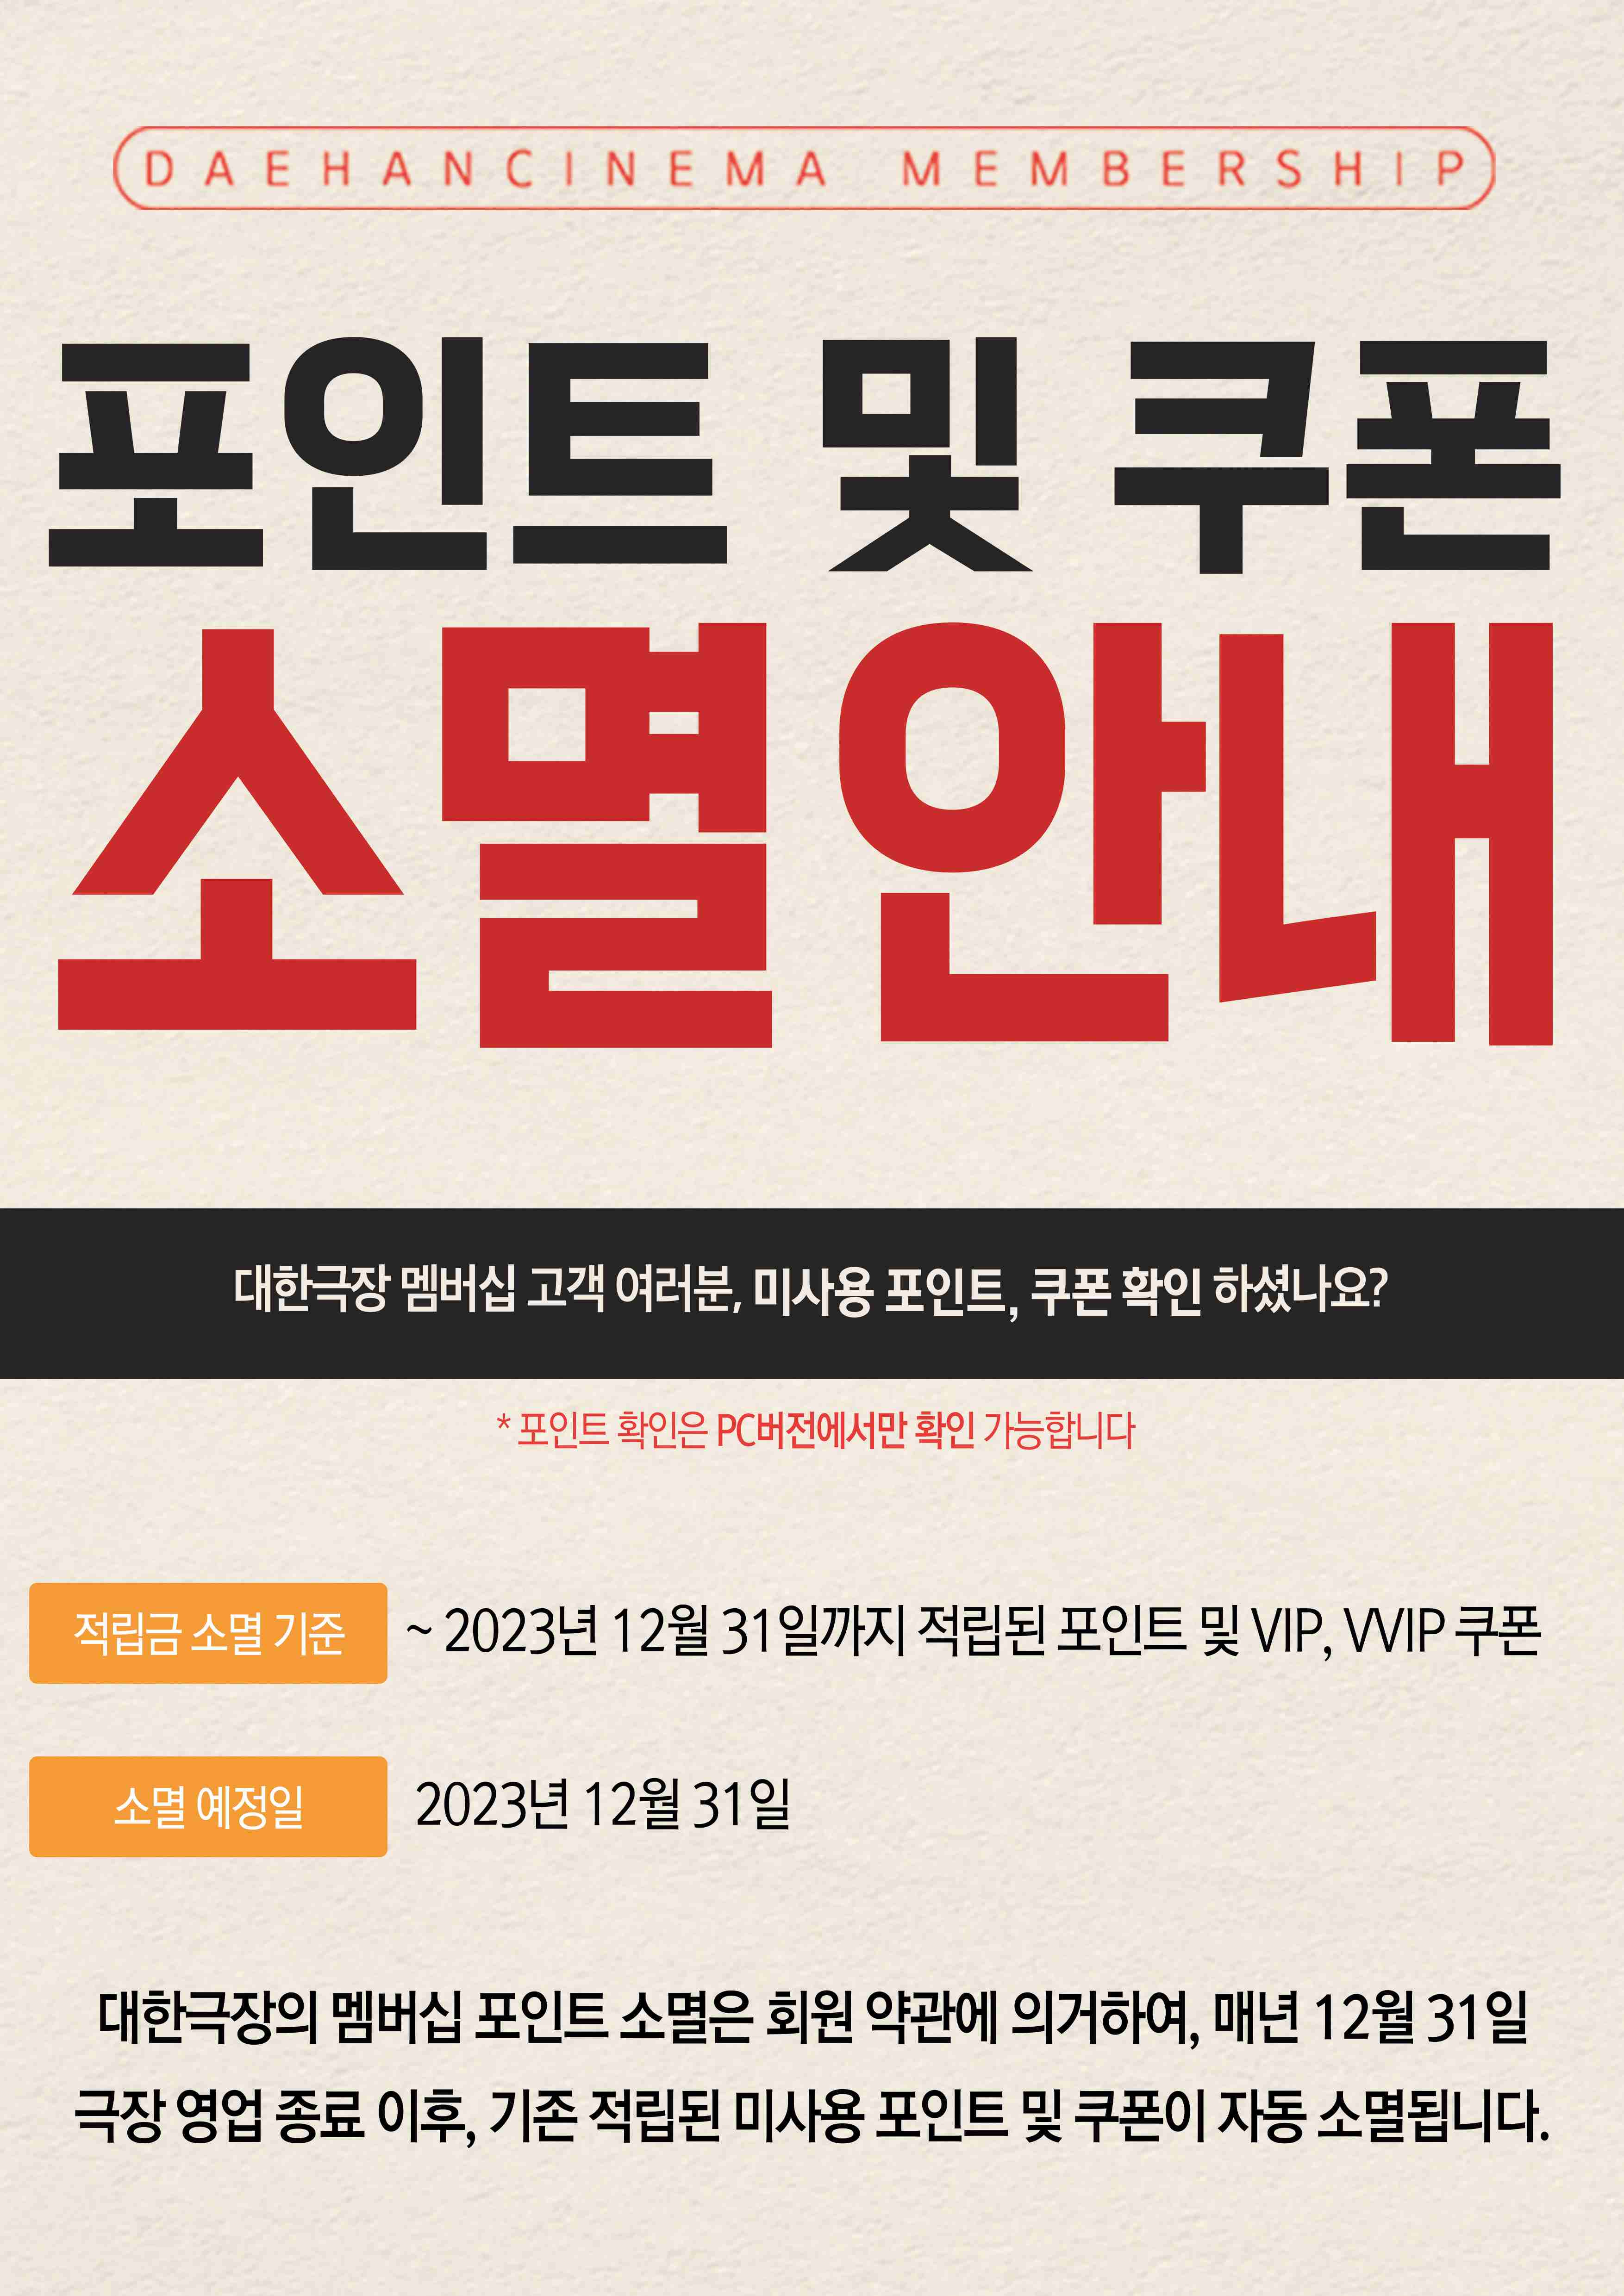 DAEHANCINEMA MEMBERSHIP
포인트 및 쿠폰
소멸 안내
대한극장 멤버십 고객 여러분, 미사용 포인트, 쿠폰 확인 하셨나요?
* 포인트 확인은 PC버전에서만 확인 가능합니다
적립금 소멸 기준 ~ 2023년 12월 31일까지 적립된 포인트 및 VIP, VVIP 쿠폰
소멸 예정일 2023년 12월 31일
대한극장의 멤버십 포인트 소멸은 회원 약관에 의거하여, 매년 12월 31일
극장 영업 종료 이후, 기존 적립된 미사용 포인트 및 쿠폰이 자동 소멸됩니다.